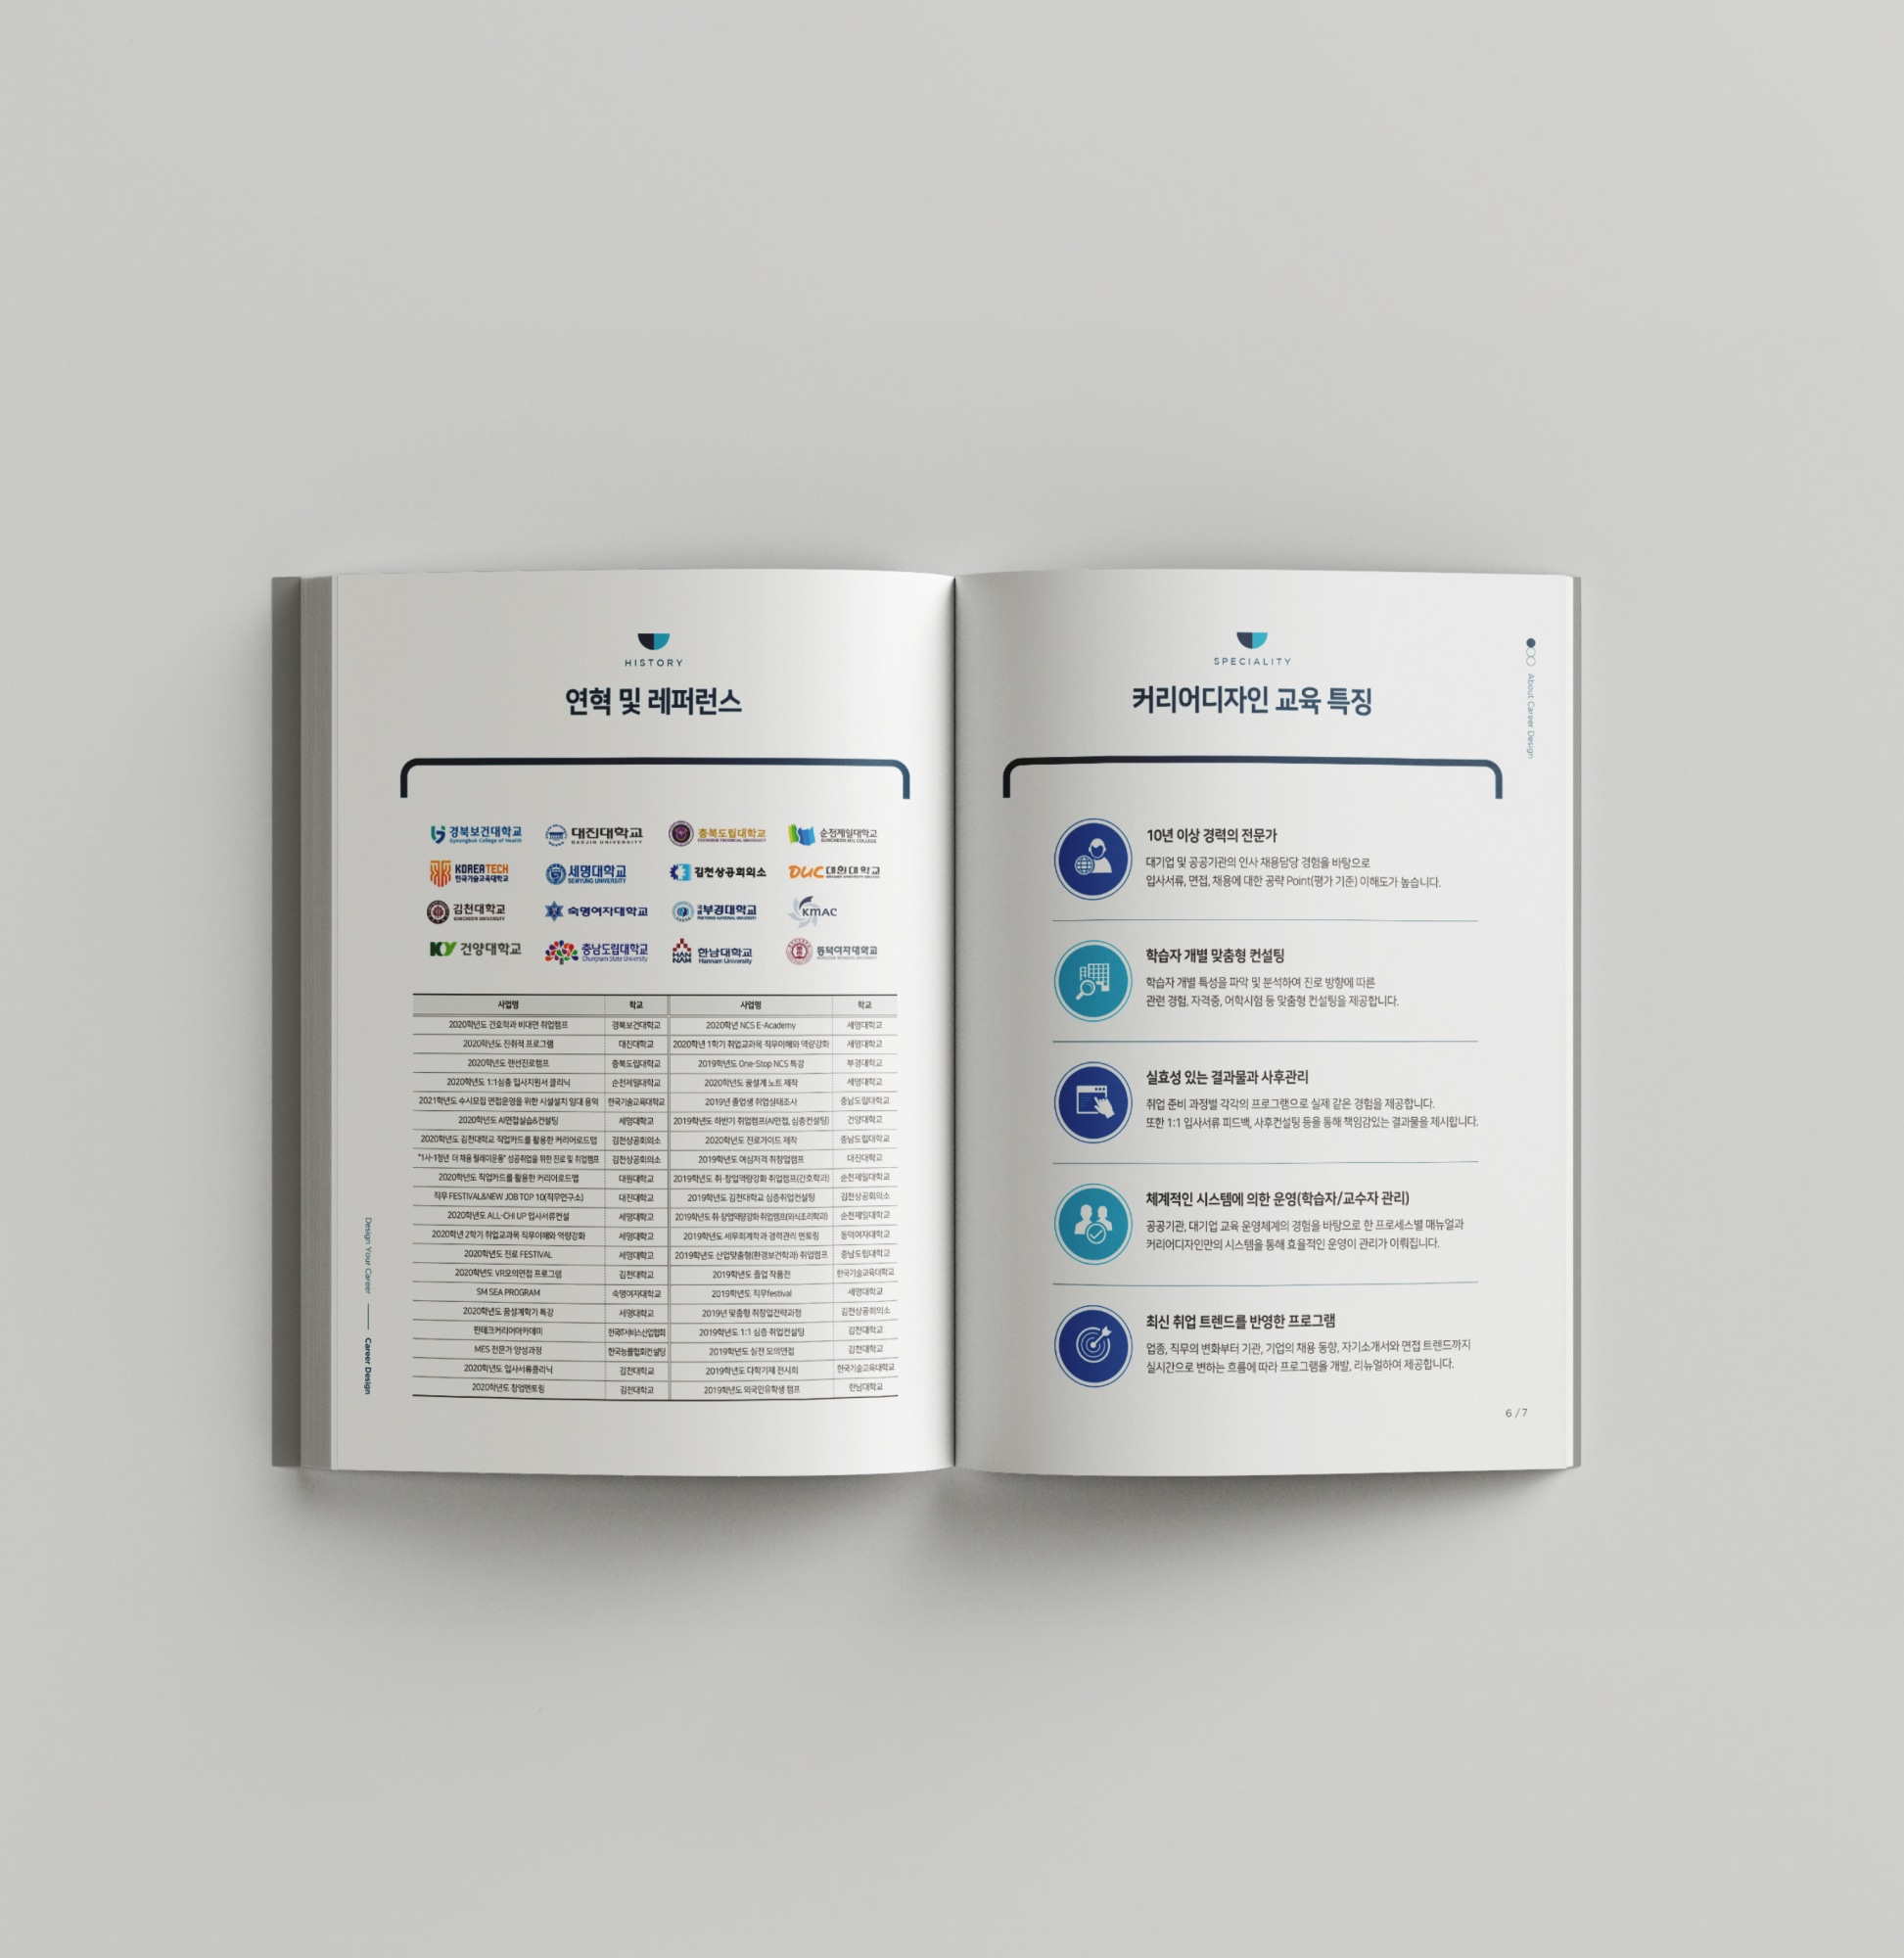 HISTORY
연혁 및 레퍼런스
경북보건대학교
Gyeongbuk College of Health
대진대학교
DAEJIN UNIVERSITY
충북도립대학교
CHUNGBUK PROVINCIAL UNIVERSITY
순천제일대학교
SUNCHEON JEIL COLLEGE
KOREATECH
한국기술교육대학교
세명대학교
SEMYUNG UNIVERSITY
김천상공회의소
DUC 대원대학교
김천대학교
GIMCHEON UNIVERSITY
숙명여자대학교
부경대학교
PUKYONG NATIONAL UNIVERSITY
KMAC
KY 건양대학교
충남도립대학교
Chungnam State University
HAN
NAM
한남대학교
Hannam University
동덕여자대학교
DONGDUK WOMEN'S UNIVERSITY
사업명 학교 사업명 학교
2020학년도 간호학과 비대면 취업캠프 경북보건대학교 2020학년 NCS E-Academy 세명대학교
2020학년도 진취적 프로그램 대진대학교 2020학년 1학기 취업교과목 직무이해와 역량강화 세명대학교
2020학년도 랜선진로캠프 충북도립대학교 2019학년도 One-Stop NCS 특강 부경대학교
2020학년도 1:1심층 입사지원서 클리닉 순천제일대학교 2020학년도 꿈설계 노트 제작 세명대학교
2021학년도 수시모집 면접운영을 위한 시설설치 임대 용역 한국기술교육대학교 2019년 졸업생 취업실태조사 충남도립대학교
2020학년도 AI면접실습&컨설팅 세명대학교 2019학년도 하반기 취업캠프(AI면접, 심층컨설팅) 건양대학교
2020학년도 김천대학교 직업카드를 활용한 커리어로드맵 김천상공회의소 2020학년도 진로가이드 제작 충남도립대학교
"1사-1청년 더 채용 릴레이운동" 성공취업을 위한 진로 및 취업캠프 김천상공회의소 2019학년도 여심저격 취창업캠프 대진대학교
2020학년도 직업카드를 활용한 커리어로드맵 대원대학교 2019학년도 취·창업역량강화 취업캠프(간호학과) 순천제일대학교
직무 FESTIVAL&NEW JOB TOP 10(직무연구소) 대진대학교 2019학년도 김천대학교 심층취업컨설팅 김천상공회의소
2020학년도 ALL-CHI UP 입사서류컨설 세명대학교 2019학년도 취·창업역량강화 취업캠프(외식조리학과) 순천제일대학교
2020학년 2학기 취업교과목 직무이해와 역량강화 세명대학교 2019학년도 세무회계학과 경력관리 멘토링 동덕여자대학교
2020학년도 진로 FESTIVAL 세명대학교 2019학년도 산업맞춤형(환경보건학과) 취업캠프 충남도립대학교
2020학년도 VR모의면접 프로그램 김천대학교 2019학년도 졸업 작품전 한국기술교육대학교
SM SEA PROGRAM 숙명여자대학교 2019학년도 직무festival 세명대학교
2020학년도 꿈설계학기 특강 세명대학교 2019년 맞춤형 취창업전략과정 김천상공회의소
핀테크커리어아카데미 한국IT서비스산업협회 2019학년도 1:1 심층 취업컨설팅 김천대학교
MES 전문가 양성과정 한국능률협회컨설팅 2019학년도 실전 모의면접 김천대학교
2020학년도 입사서류클리닉 김천대학교 2019학년도 다학기제 전시회 한국기술교육대학교
2020학년도 창업멘토링 김천대학교 2019학년도 외국인유학생 캠프 한남대학교
Design Your Career Career Design
SPECIALITY
커리어디자인 교육 특징
About Career Design
10년 이상 경력의 전문가
대기업 및 공공기관의 인사 채용담당 경험을 바탕으로
입사서류, 면접, 채용에 대한 공략 Point(평가 기준) 이해도가 높습니다.
학습자 개별 맞춤형 컨설팅
학습자 개별 특성을 파악 및 분석하여 진로 방향에 따른
관련 경험, 자격증, 어학시험 등 맞춤형 컨설팅을 제공합니다.
실효성 있는 결과물과 사후관리
취업 준비 과정별 각각의 프로그램으로 실제 같은 경험을 제공합니다.
또한 1:1 입사서류 피드백, 사후컨설팅 등을 통해 책임감있는 결과물을 제시합니다.
체계적인 시스템에 의한 운영(학습자/교수자 관리)
공공기관, 대기업 교육 운영체계의 경험을 바탕으로 한 프로세스별 매뉴얼과
커리어디자인만의 시스템을 통해 효율적인 운영이 관리가 이뤄집니다.
최신 취업 트렌드를 반영한 프로그램
업종, 직무의 변화부터 기관, 기업의 채용 동향, 자기소개서와 면접 트렌드까지
실시간으로 변하는 흐름에 따라 프로그램을 개발, 리뉴얼하여 제공합니다.
6 / 7